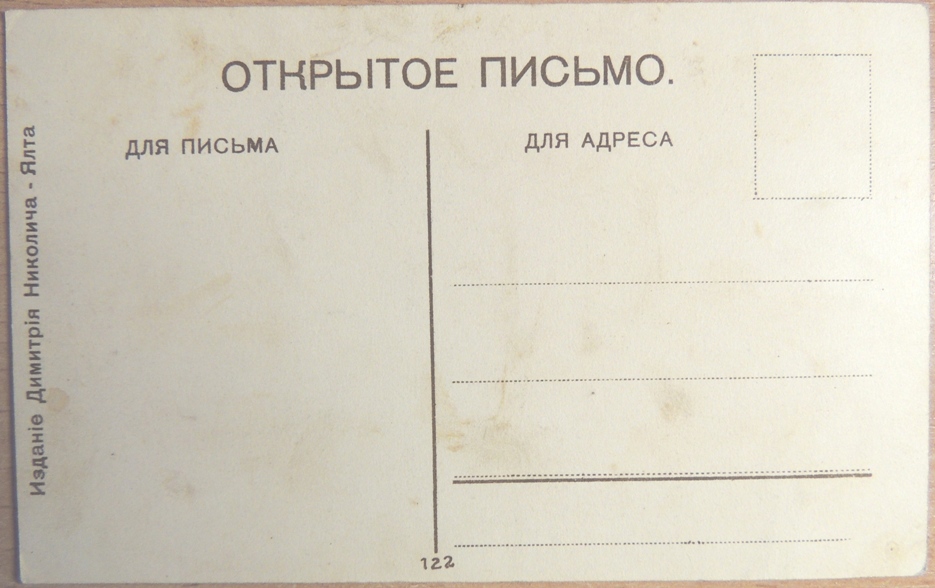 ОТКРЫТОЕ ПИСЬМО.
ДЛЯ ПИСЬМА
ДЛЯ АДРЕСА
Изданіе Димитрія Николича - Ялта
122